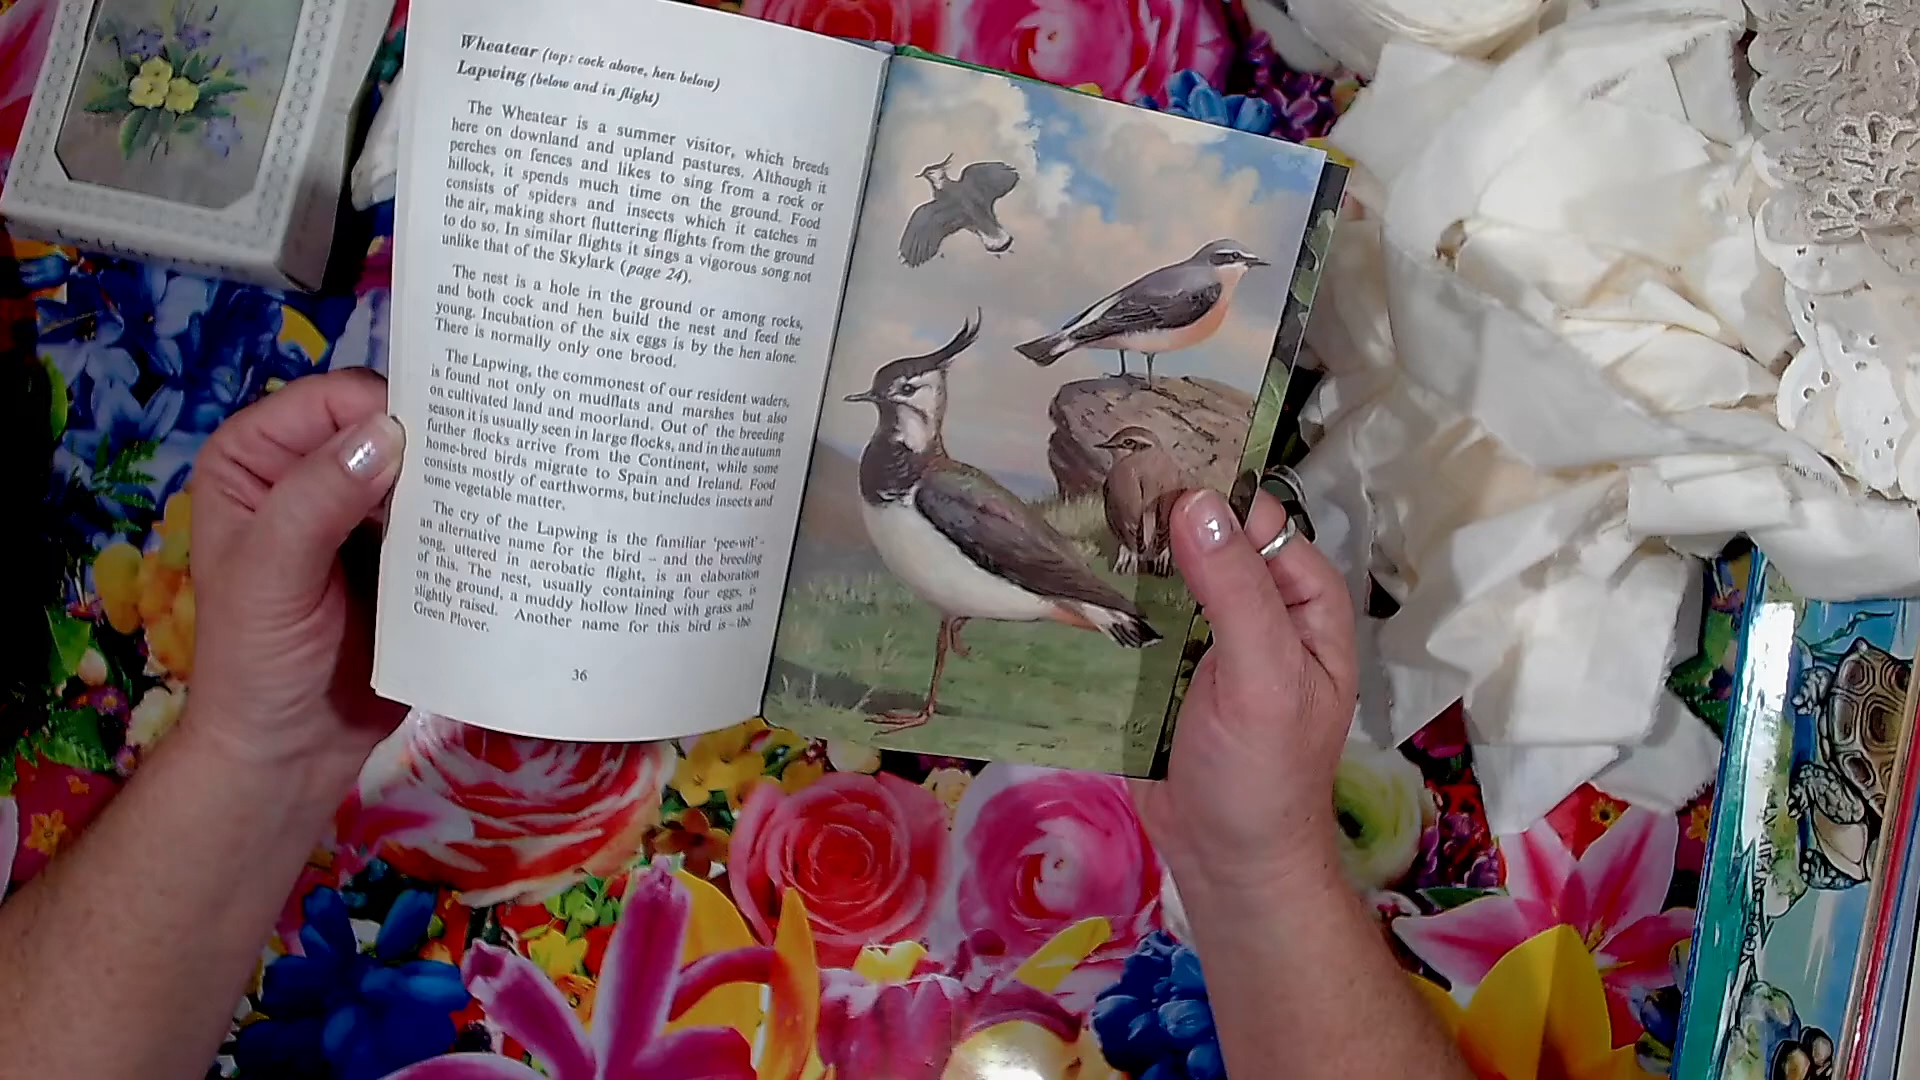 Wheatear (top: cock above, hen below)
Lapwing (below and in flight)
The Wheatear is a summer visitor, which breeds
here on downland and upland pastures. Although it
perches on fences and likes to sing from a rock or
hillock, it spends much time on the ground. Food
consists of spiders and insects which it catches in
the air, making short fluttering flights from the ground
to do so. In similar flights it sings a vigorous song not
unlike that of the Skylark (page 24).
The nest is a hole in the ground or among rocks,
and both cock and hen build the nest and feed the
young. Incubation of the six eggs is by the hen alone.
There is normally only one brood.
The Lapwing, the commonest of our resident waders,
is found not only on mudflats and marshes but also
on cultivated land and moorland. Out of the breeding
season it is usually seen in large flocks, and in the autumn
further flocks arrive from the Continent, while some
home-bred birds migrate to Spain and Ireland. Food
consists mostly of earthworms, but includes insects and
some vegetable matter.
The cry of the Lapwing is the familiar 'pee-wit' -
an alternative name for the bird – and the breeding
song, uttered in aerobatic flight, is an elaboration
of this. The nest, usually containing four eggs, is
on the ground, a muddy hollow lined with grass and
slightly raised. Another name for this bird is the
Green Plover.
36